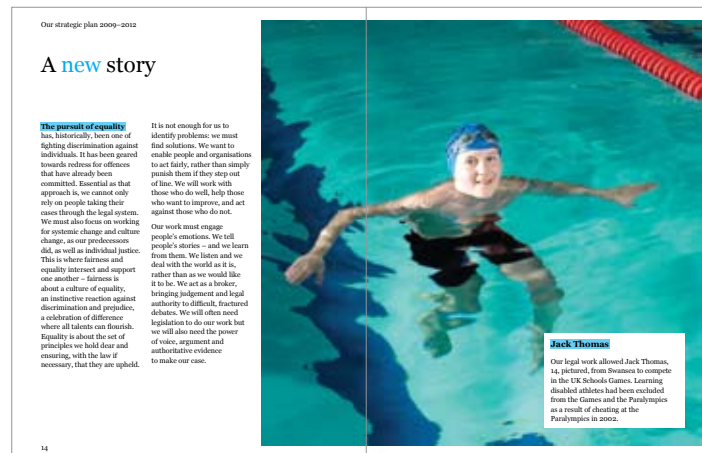 Our strategic plan 2009–2012
A new story
The pursuit of equality
has, historically, been one of
fighting discrimination against
individuals. It has been geared
towards redress for offences
that have already been
committed. Essential as that
approach is, we cannot only
rely on people taking their
cases through the legal system.
We must also focus on working
for systemic change and culture
change, as our predecessors
did, as well as individual justice.
This is where fairness and
equality intersect and support
one another – fairness is
about a culture of equality,
an instinctive reaction against
discrimination and prejudice,
a celebration of difference
where all talents can flourish.
Equality is about the set of
principles we hold dear and
ensuring, with the law if
necessary, that they are upheld.
It is not enough for us to
identify problems: we must
find solutions. We want to
enable people and organisations
to act fairly, rather than simply
punish them if they step out
of line. We will work with
those who do well, help those
who want to improve, and act
against those who do not.
Our work must engage
people's emotions. We tell
people's stories – and we learn
from them. We listen and we
deal with the world as it is,
rather than as we would like
it to be. We act as a broker,
bringing judgement and legal
authority to difficult, fractured
debates. We will often need
legislation to do our work but
we will also need the power
of voice, argument and
authoritative evidence
to make our case.
Jack Thomas
Our legal work allowed Jack Thomas,
14, pictured, from Swansea to compete
in the UK Schools Games. Learning
disabled athletes had been excluded
from the Games and the Paralympics
as a result of cheating at the
Paralympics in 2002.
14